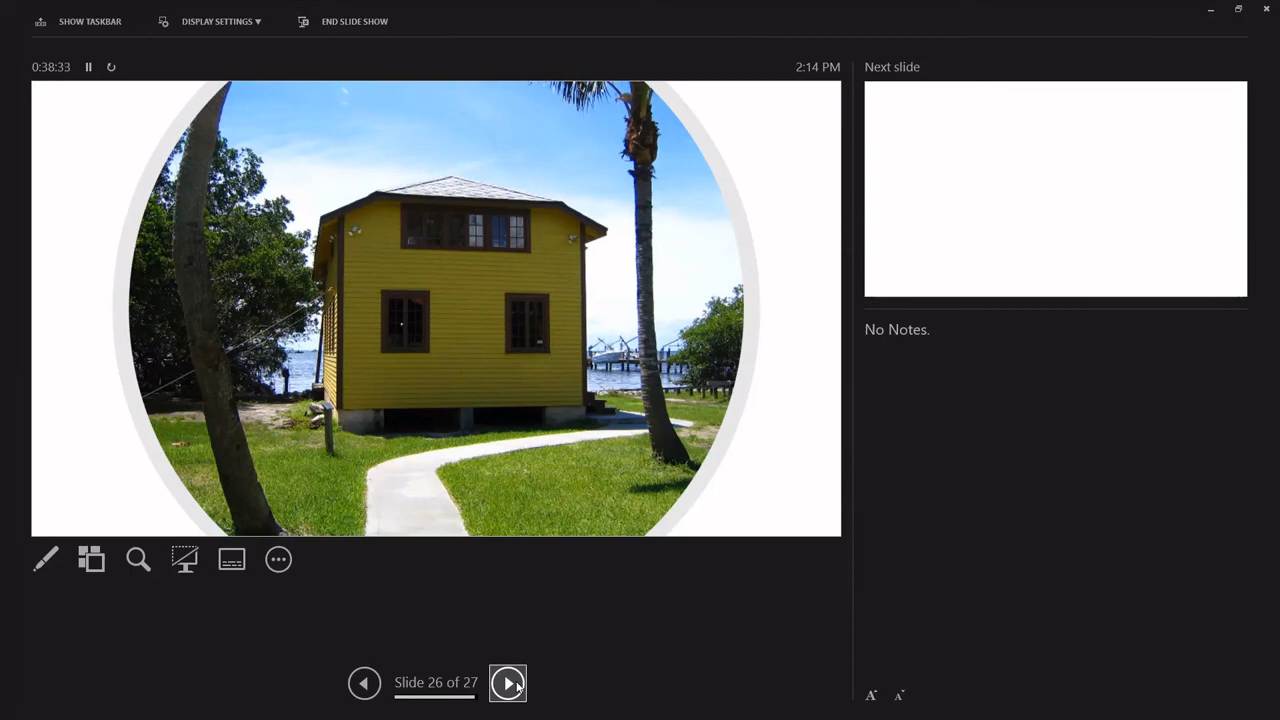 SHOW TASKBAR DISPLAY SETTINGS ▾ END SLIDE SHOW
0:38:33 2:14 PM Next slide
No Notes.
Slide 26 of 27
A A